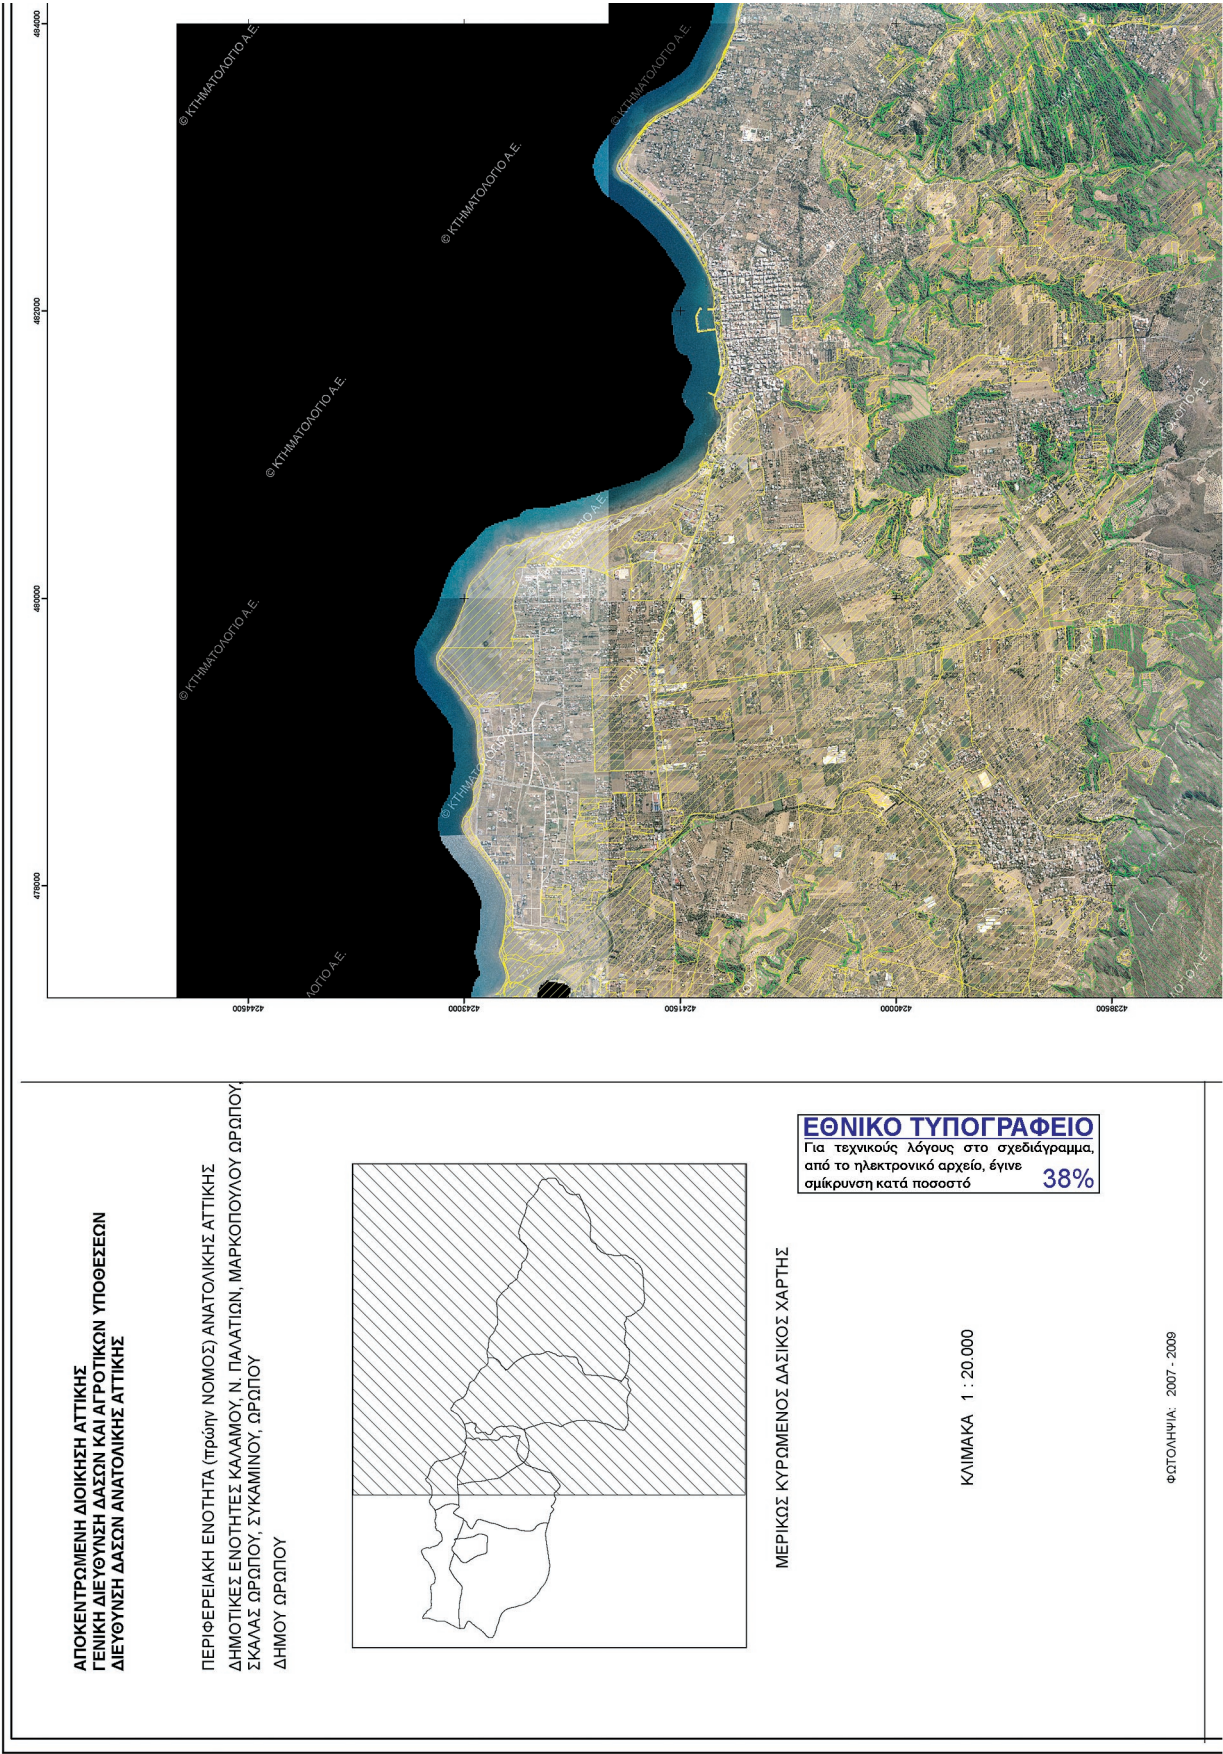 ΑΠΟΚΕΝΤΡΩΜΕΝΗ ΔΙΟΙΚΗΣΗ ΑΤΤΙΚΗΣ
ΓΕΝΙΚΗ ΔΙΕΥΘΥΝΣΗ ΔΑΣΩΝ ΚΑΙ ΑΓΡΟΤΙΚΩΝ ΥΠΟΘΕΣΕΩΝ
ΔΙΕΥΘΥΝΣΗ ΔΑΣΩΝ ΑΝΑΤΟΛΙΚΗΣ ΑΤΤΙΚΗΣ
ΠΕΡΙΦΕΡΕΙΑΚΗ ΕΝΟΤΗΤΑ (πρώην ΝΟΜΟΣ) ΑΝΑΤΟΛΙΚΗΣ ΑΤΤΙΚΗΣ
ΔΗΜΟΤΙΚΕΣ ΕΝΟΤΗΤΕΣ ΚΑΛΑΜΟΥ, Ν. ΠΑΛΑΤΙΩΝ, ΜΑΡΚΟΠΟΥΛΟΥ ΩΡΩΠΟΥ,
ΣΚΑΛΑΣ ΩΡΩΠΟΥ, ΣΥΚΑΜΙΝΟΥ, ΩΡΩΠΟΥ
ΔΗΜΟΥ ΩΡΩΠΟΥ
ΜΕΡΙΚΩΣ ΚΥΡΩΜΕΝΟΣ ΔΑΣΙΚΟΣ ΧΑΡΤΗΣ
ΚΛΙΜΑΚΑ 1 : 20.000
ΦΩΤΟΛΗΨΙΑ: 2007 - 2009
ΕΘΝΙΚΟ ΤΥΠΟΓΡΑΦΕΙΟ
Για τεχνικούς λόγους στο σχεδιάγραμμα,
από το ηλεκτρονικό αρχείο, έγινε
σμίκρυνση κατά ποσοστό 38%
484000
482000
480000
478000
4244500
4243000
4241500
4240000
4238500
© ΚΤΗΜΑΤΟΛΟΓΙΟ Α.Ε.
© ΚΤΗΜΑΤΟΛΟΓΙΟ Α.Ε.
© ΚΤΗΜΑΤΟΛΟΓΙΟ Α.Ε.
© ΚΤΗΜΑΤΟΛΟΓΙΟ Α.Ε.
© ΚΤΗΜΑΤΟΛΟΓΙΟ Α.Ε.
© ΚΤΗΜΑΤΟΛΟΓΙΟ Α.Ε.